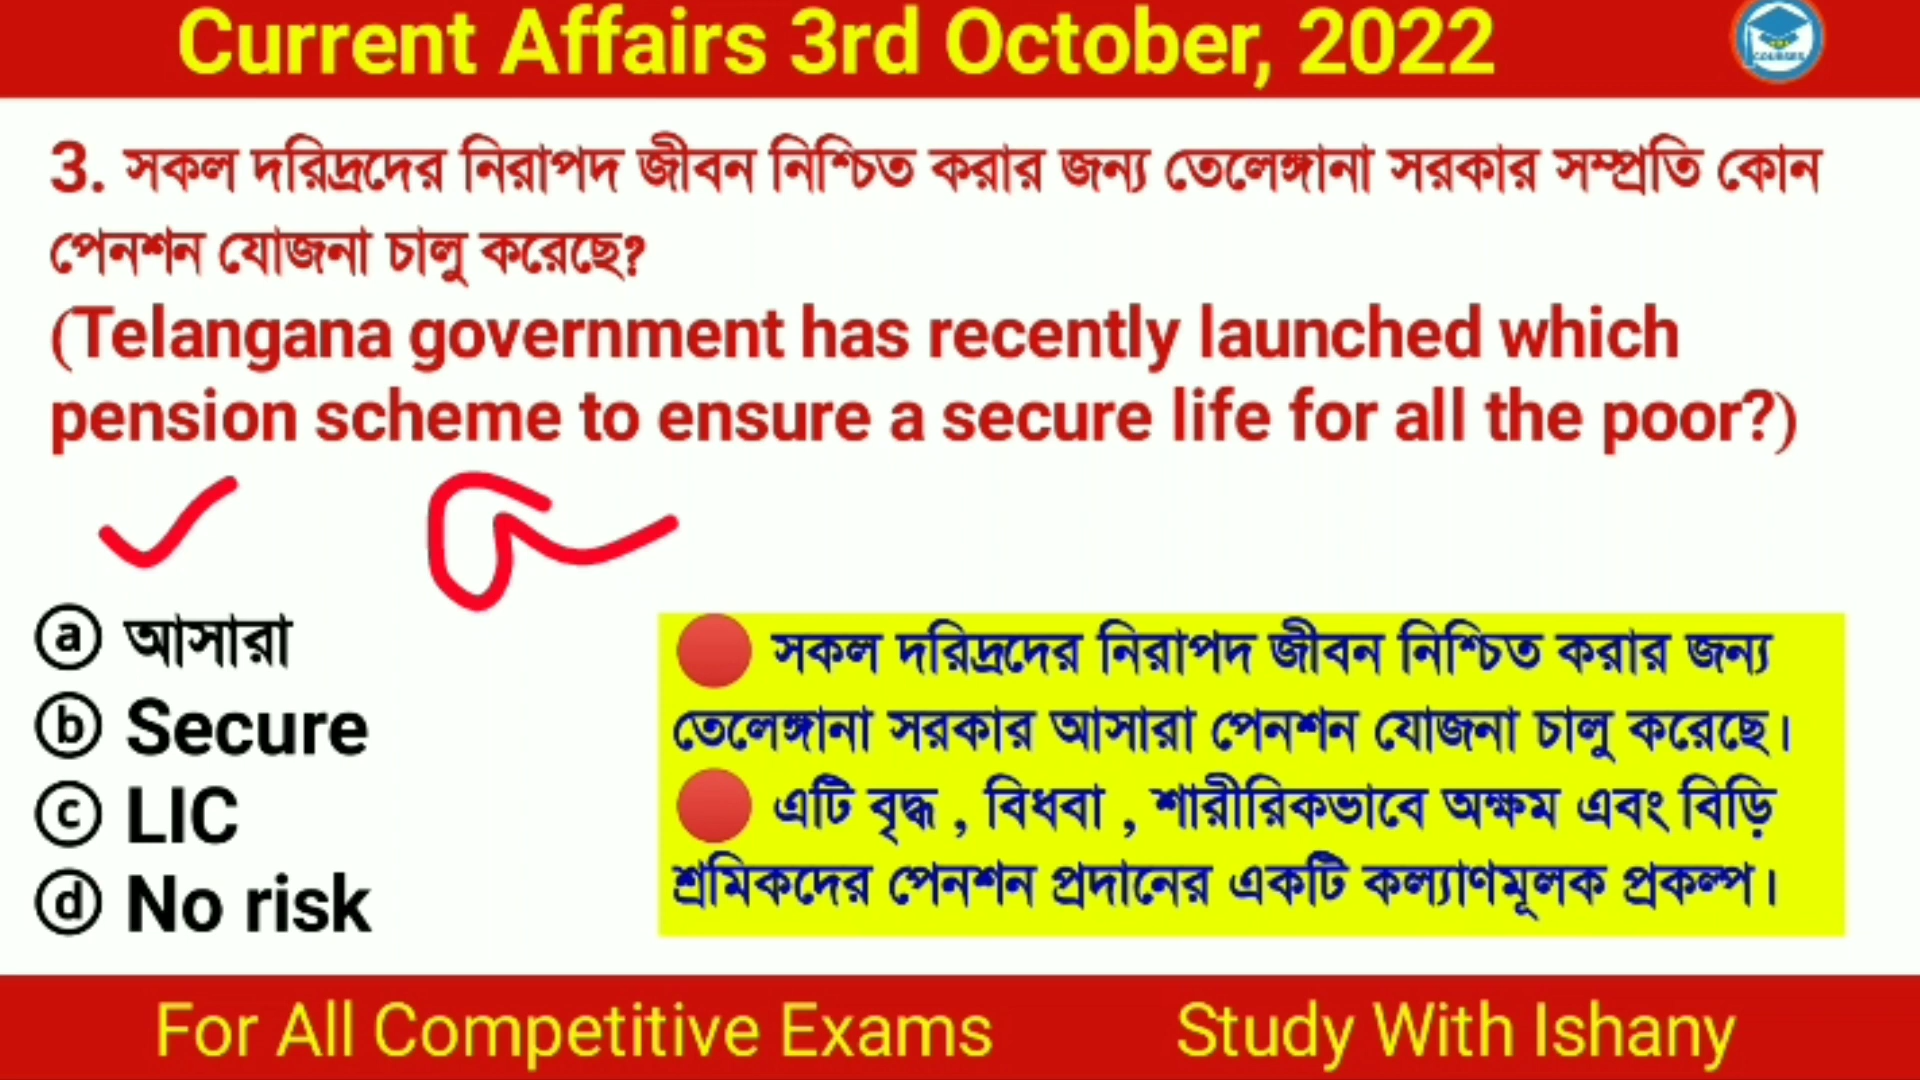 Current Affairs 3rd October, 2022
COURSES
3. সকল দরিদ্রদের নিরাপদ জীবন নিশ্চিত করার জন্য তেলেঙ্গানা সরকার সম্প্রতি কোন
পেনশন যোজনা চালু করেছে?
(Telangana government has recently launched which
pension scheme to ensure a secure life for all the poor?)
ⓐ আসারা
ⓑ Secure
ⓒ LIC
ⓓ No risk
🔴 সকল দরিদ্রদের নিরাপদ জীবন নিশ্চিত করার জন্য
তেলেঙ্গানা সরকার আসারা পেনশন যোজনা চালু করেছে।
🔴 এটি বৃদ্ধ , বিধবা , শারীরিকভাবে অক্ষম এবং বিড়ি
শ্রমিকদের পেনশন প্রদানের একটি কল্যাণমূলক প্রকল্প।
For All Competitive Exams
Study With Ishany